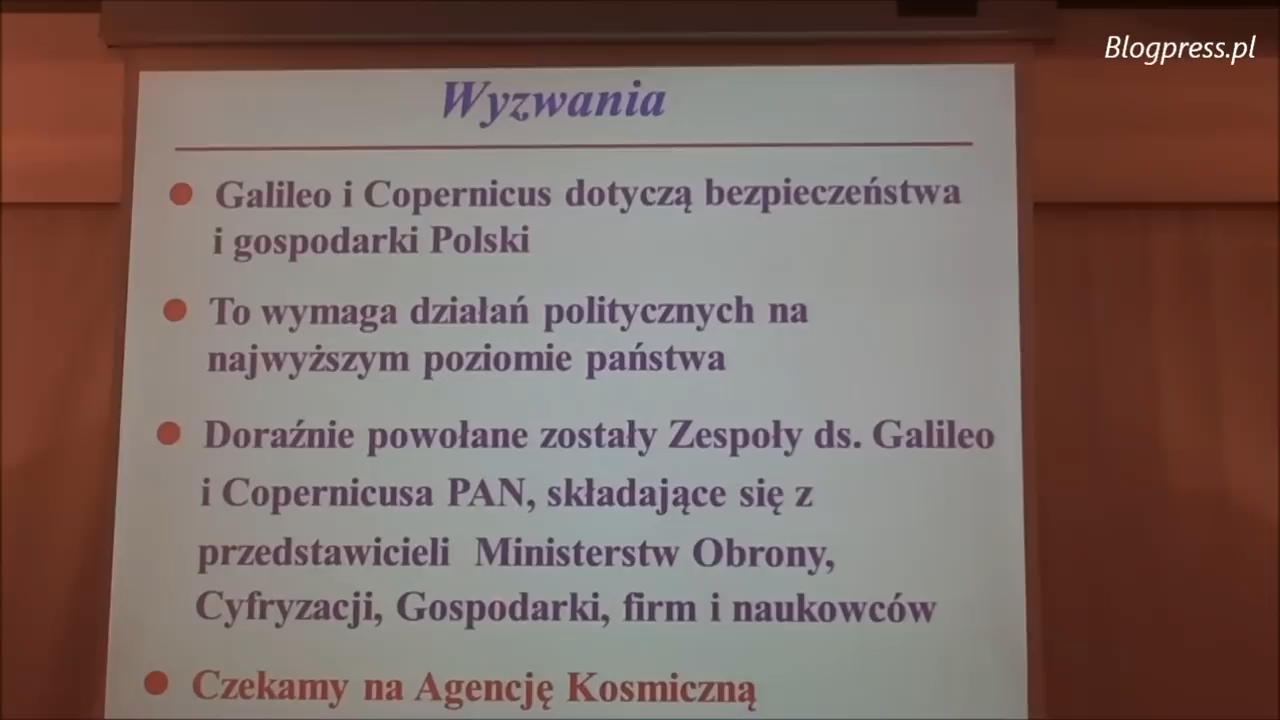 Blogpress.pl
Wyzwania
Galileo i Copernicus dotyczą bezpieczeństwa
i gospodarki Polski
To wymaga działań politycznych na
najwyższym poziomie państwa
Doraźnie powołane zostały Zespoły ds. Galileo
i Copernicusa PAN, składające się z
przedstawicieli Ministerstw Obrony,
Cyfryzacji, Gospodarki, firm i naukowców
Czekamy na Agencję Kosmiczną